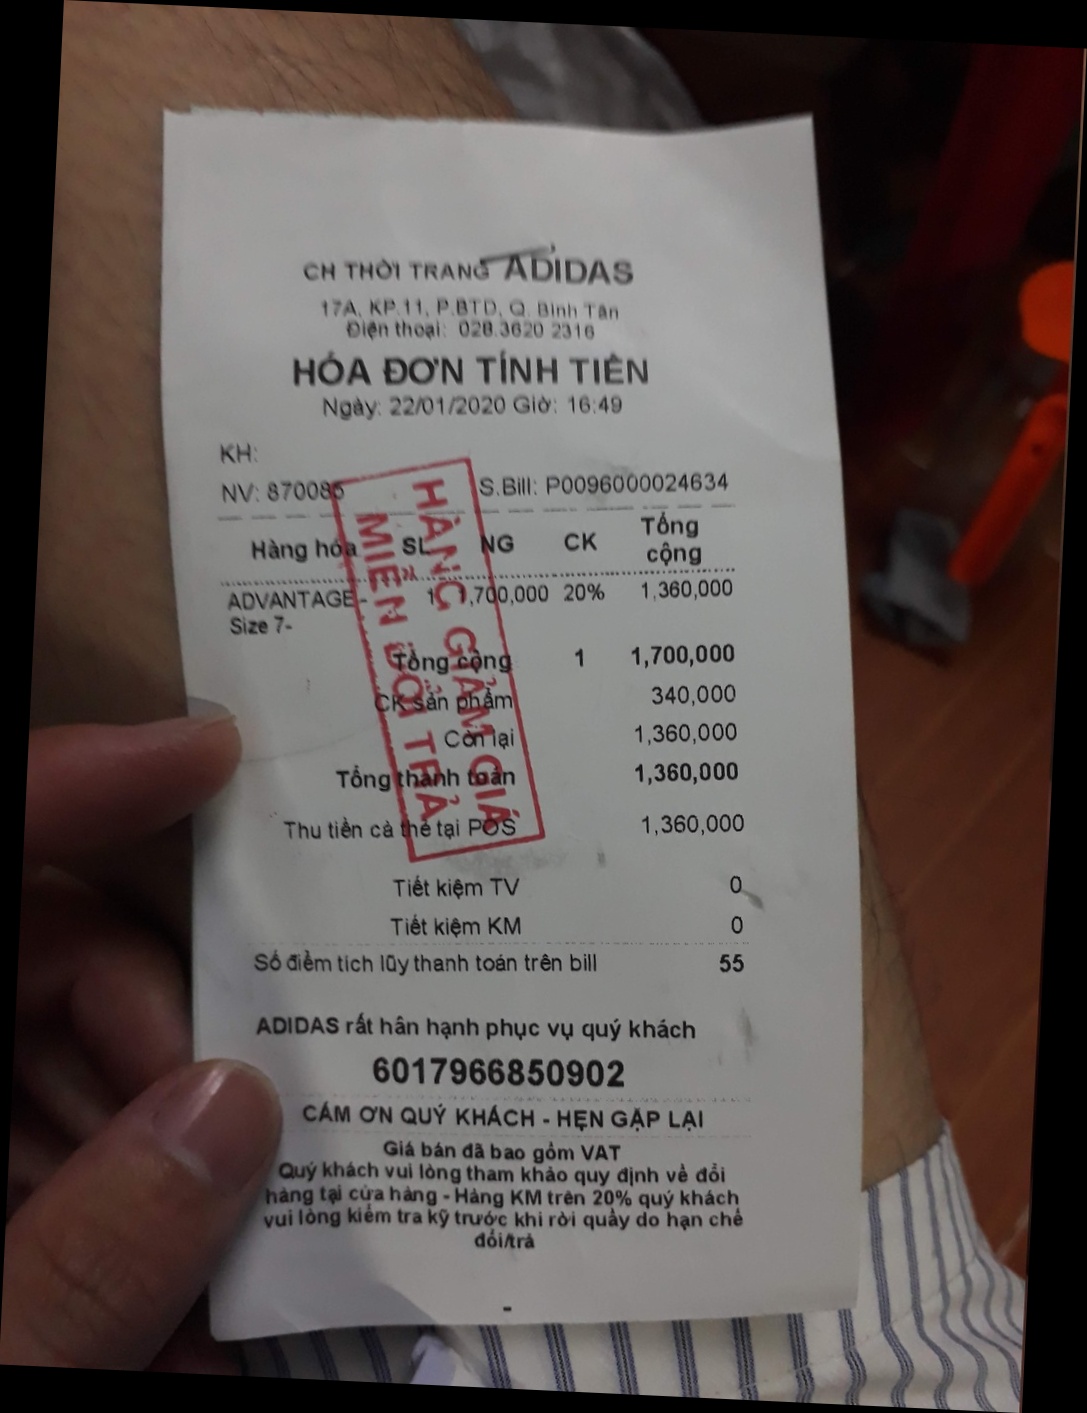 CH THỜI TRANG ADIDAS
17A, KP.11, P.BTD, Q. Bình Tân
Điện thoại: 028.3620 2316
HÓA ĐƠN TÍNH TIỀN
Ngày: 22/01/2020 Giờ: 16:49
KH:
NV: 870085 S.Bill: P0096000024634
Hàng hóa SL NG CK Tổng cộng
ADVANTAGE - 1 1,700,000 20% 1,360,000
Size 7-
Tổng cộng 1 1,700,000
CK sản phẩm 340,000
Còn lại 1,360,000
Tổng thanh toán 1,360,000
Thu tiền cà thẻ tại POS 1,360,000
HÀNG GIẢM GIÁ
MIỄN ĐỔI TRẢ
Tiết kiệm TV 0
Tiết kiệm KM 0
Số điểm tích lũy thanh toán trên bill 55
ADIDAS rất hân hạnh phục vụ quý khách
6017966850902
CÁM ƠN QUÝ KHÁCH - HẸN GẶP LẠI
Giá bán đã bao gồm VAT
Quý khách vui lòng tham khảo quy định về đổi
hàng tại cửa hàng - Hàng KM trên 20% quý khách
vui lòng kiểm tra kỹ trước khi rời quầy do hạn chế
đổi/trả
-